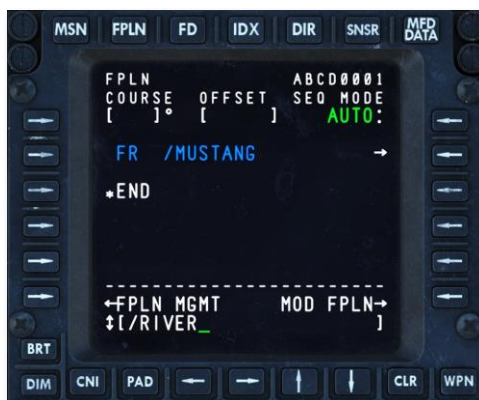 MSN FPLN FD IDX DIR SNSR MFD DATA
FPLN ABCD0001
COURSE OFFSET SEQ MODE
[ ]° [ ] AUTO:
FR /MUSTANG →
*END
←FPLN MGMT MOD FPLN→
↕[/RIVER_ ]
BRT
DIM CNI PAD ← → ↑ ↓ CLR WPN